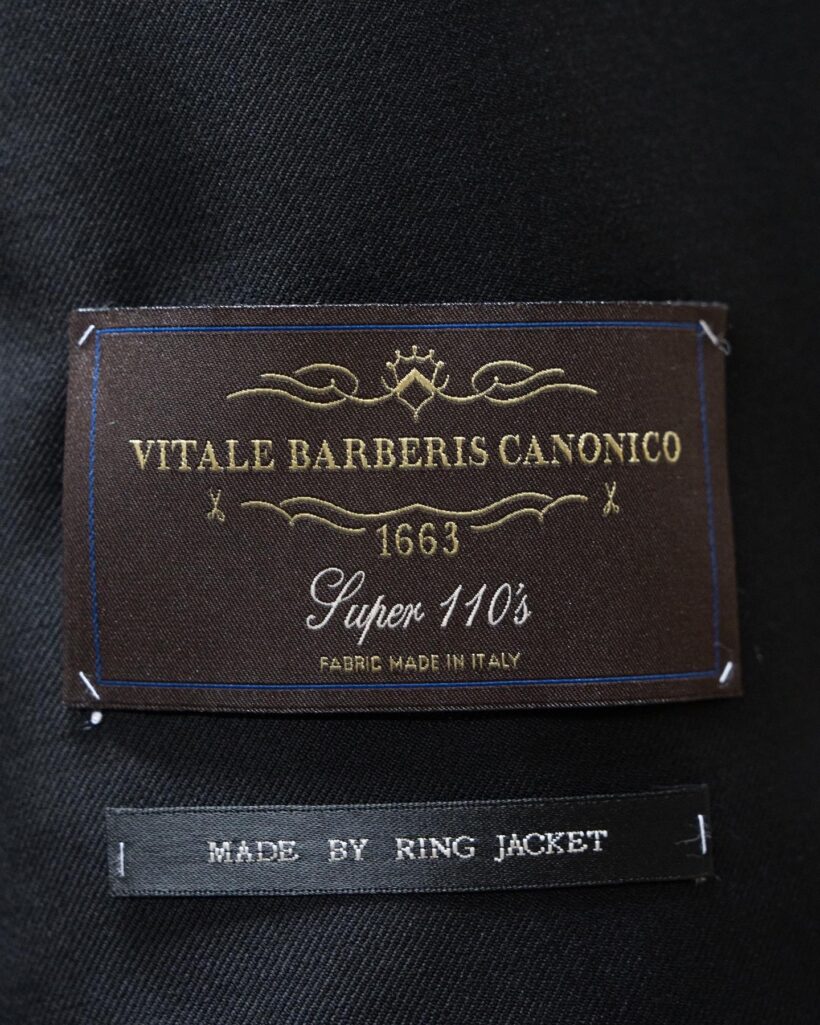 VITALE BARBERIS CANONICO
1663
Super 110's
FABRIC MADE IN ITALY
MADE BY RING JACKET